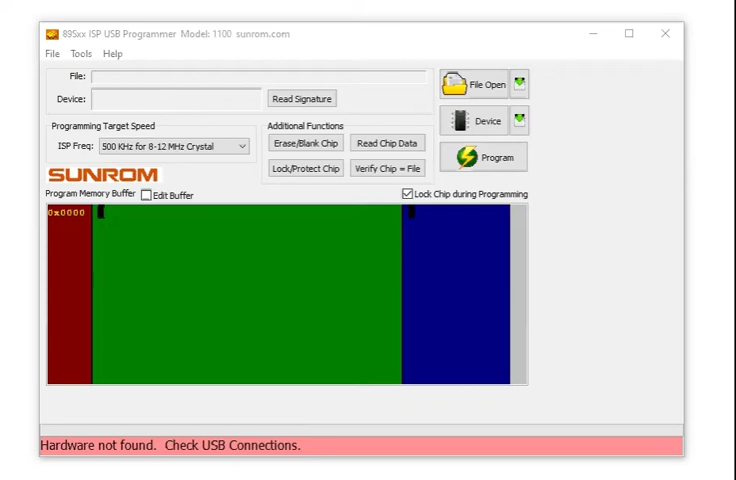 89Sxx ISP USB Programmer Model: 1100 sunrom.com
File Tools Help
File:
File Open
Device:
Read Signature
Device
Programming Target Speed
ISP Freq: 500 KHz for 8-12 MHz Crystal
Additional Functions
Erase/Blank Chip Read Chip Data
Lock/Protect Chip Verify Chip = File
Program
SUNROM
Program Memory Buffer Edit Buffer
Lock Chip during Programming
0x0000
Hardware not found. Check USB Connections.